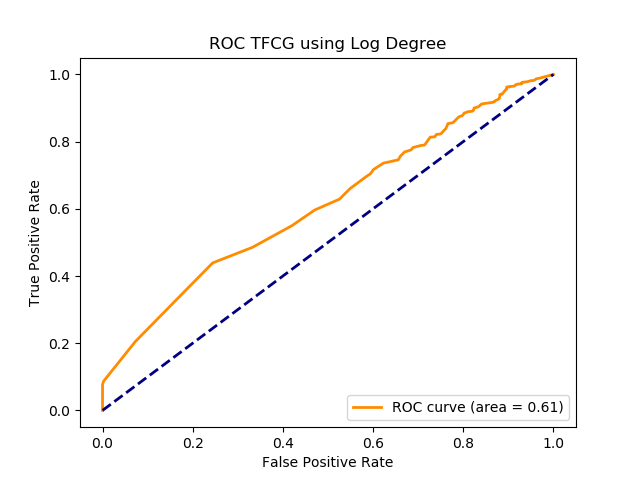 ROC TFCG using Log Degree
True Positive Rate
1.0
0.8
0.6
0.4
0.2
0.0
ROC curve (area = 0.61)
0.0 0.2 0.4 0.6 0.8 1.0
False Positive Rate